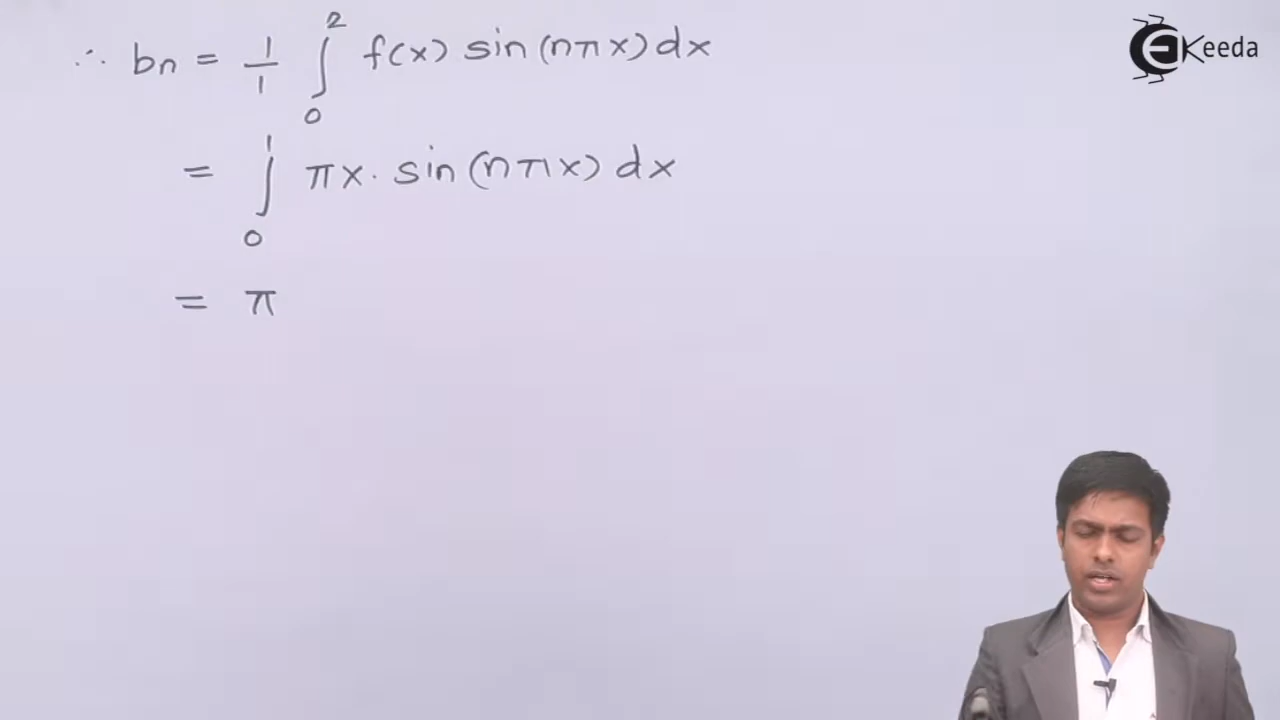 ∴ bn = 1/1 ∫₀² f(x) sin(nπx)dx
= ∫₀¹ πx. sin(nπx) dx
= π
EKeeda